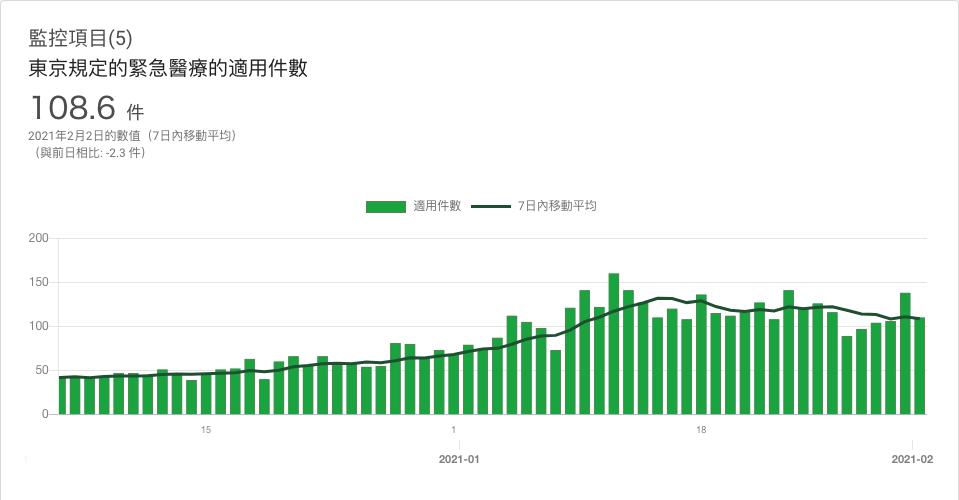 監控項目(5)
東京規定的緊急醫療的適用件數
108.6 件
2021年2月2日的數值（7日內移動平均）
（與前日相比: -2.3 件）
適用件數 7日內移動平均
200
150
100
50
0
15 1 18
2021-01 2021-02